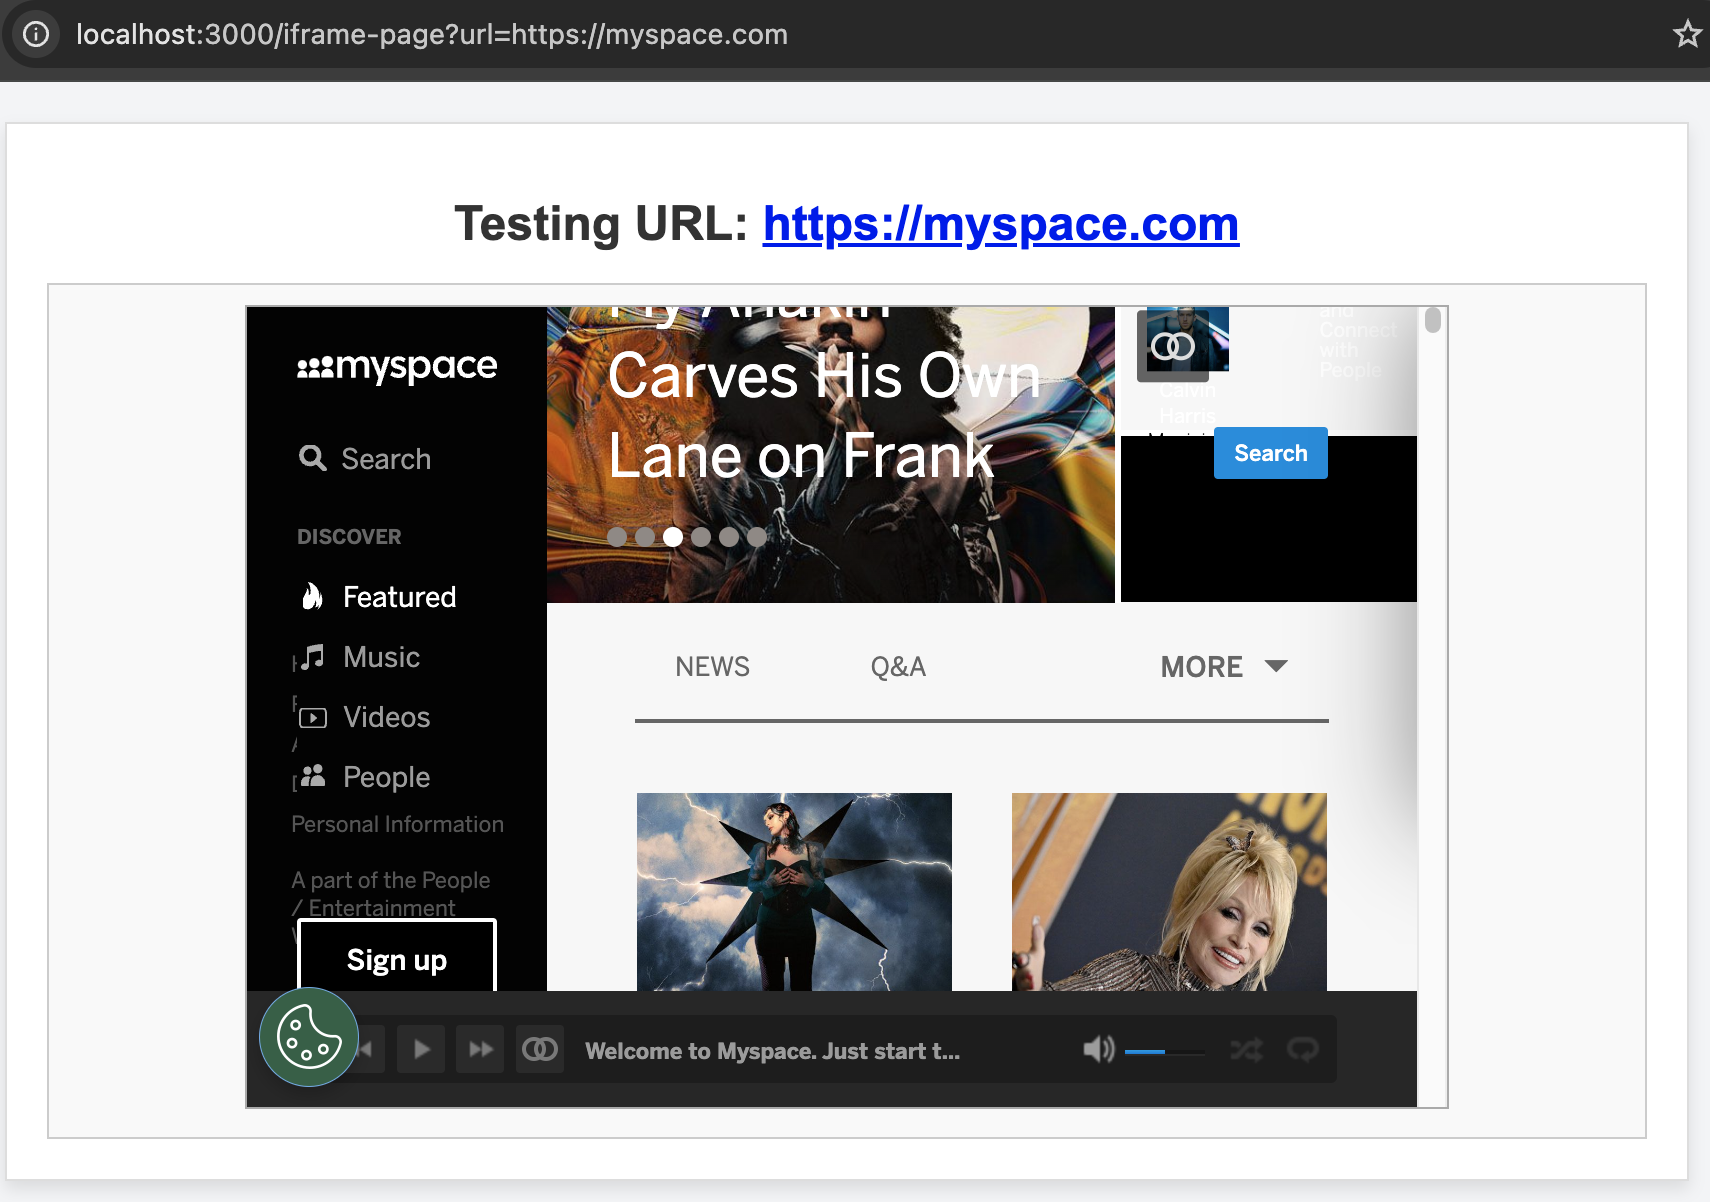 localhost:3000/iframe-page?url=https://myspace.com
Testing URL: https://myspace.com
myspace
Search
DISCOVER
Featured
Music
Videos
People
Personal Information
A part of the People
/ Entertainment
Sign up
Carves His Own
Lane on Frank
and
Connect
with
People
Calvin
Harris
Search
NEWS
Q&A
MORE
Welcome to Myspace. Just start t...